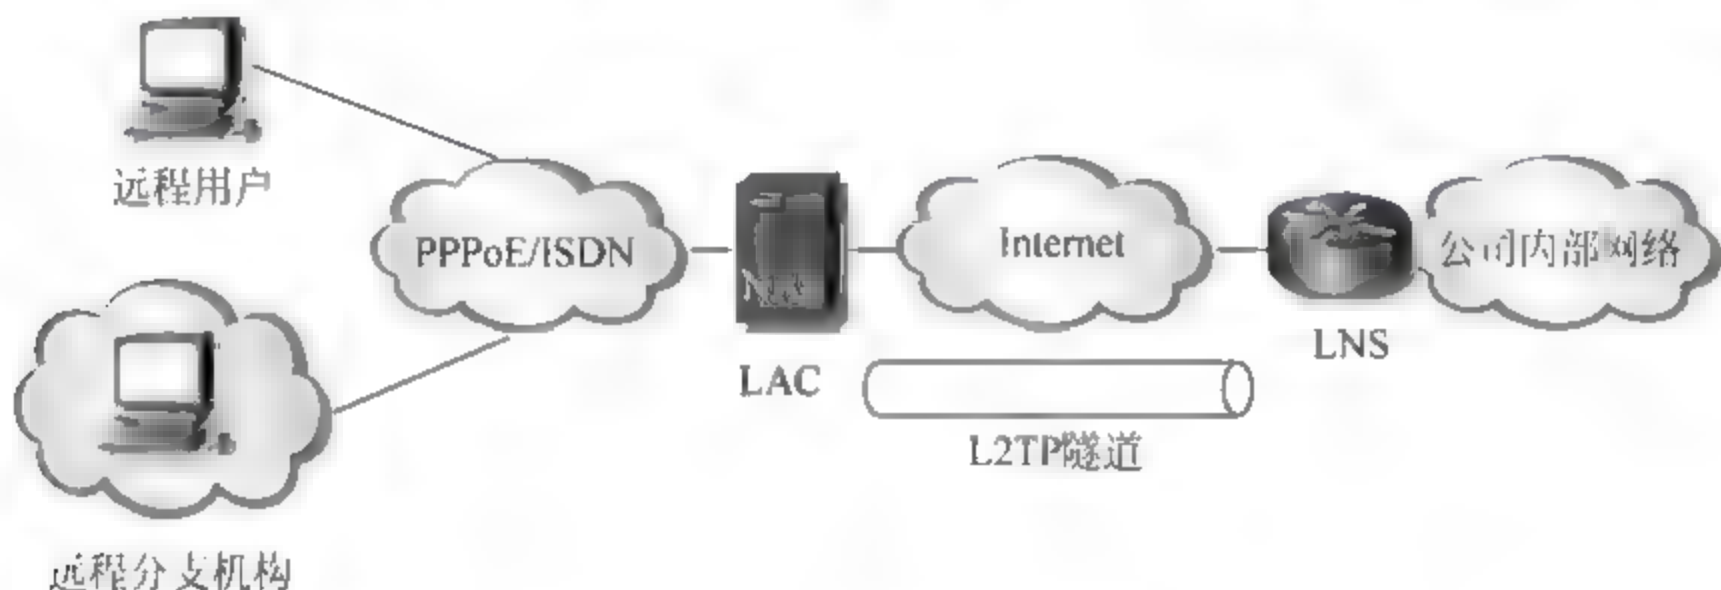 远程用户
PPPoE/ISDN
Internet
公司内部网络
LNS
LAC
L2TP隧道
远程分支机构